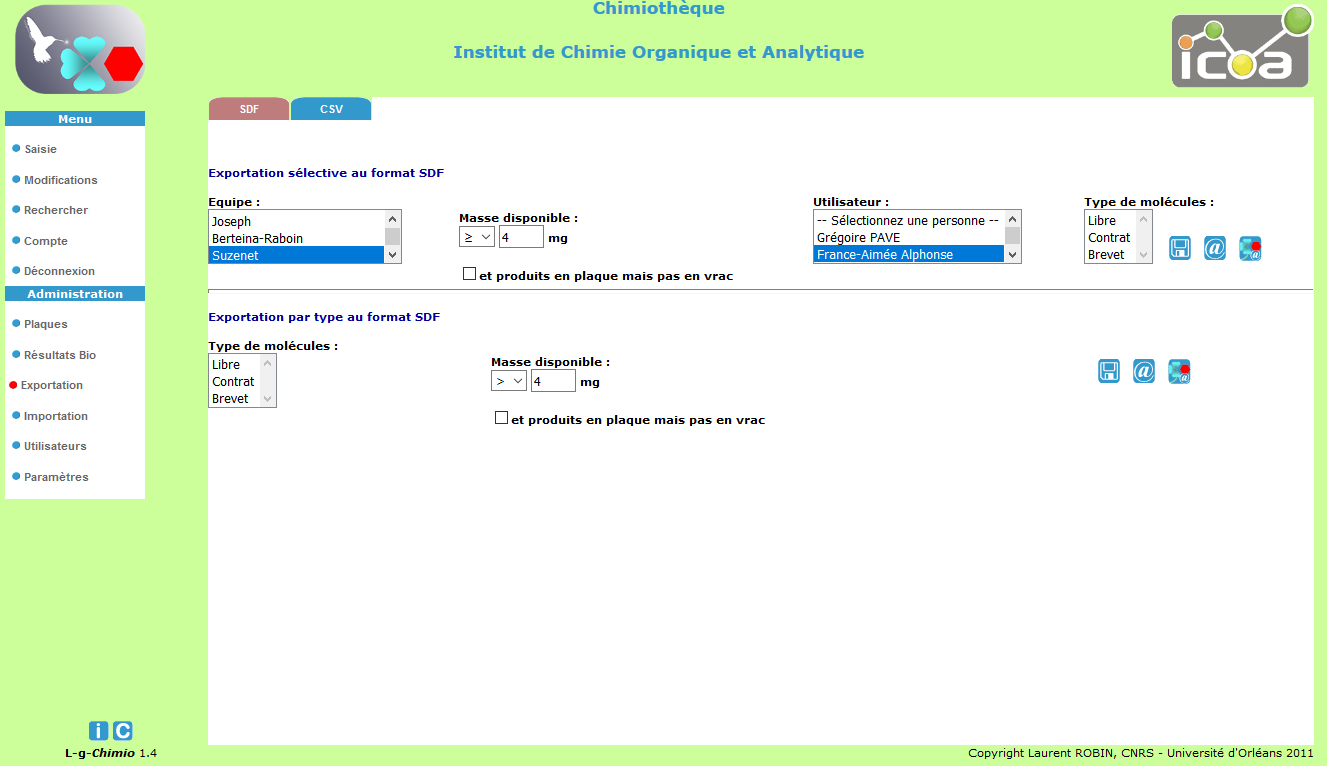 Chimiothèque
Institut de Chimie Organique et Analytique
icoa
Menu
Saisie
Modifications
Rechercher
Compte
Déconnexion
Administration
Plaques
Résultats Bio
Exportation
Importation
Utilisateurs
Paramètres
SDF CSV
Exportation sélective au format SDF
Equipe :
Joseph
Berteina-Raboin
Suzenet
Masse disponible :
≥ 4 mg
et produits en plaque mais pas en vrac
Utilisateur :
-- Sélectionnez une personne --
Grégoire PAVE
France-Aimée Alphonse
Type de molécules :
Libre
Contrat
Brevet
@
@
Exportation par type au format SDF
Type de molécules :
Libre
Contrat
Brevet
Masse disponible :
> 4 mg
et produits en plaque mais pas en vrac
@
@
i C
L-g-Chimio 1.4
Copyright Laurent ROBIN, CNRS - Université d'Orléans 2011